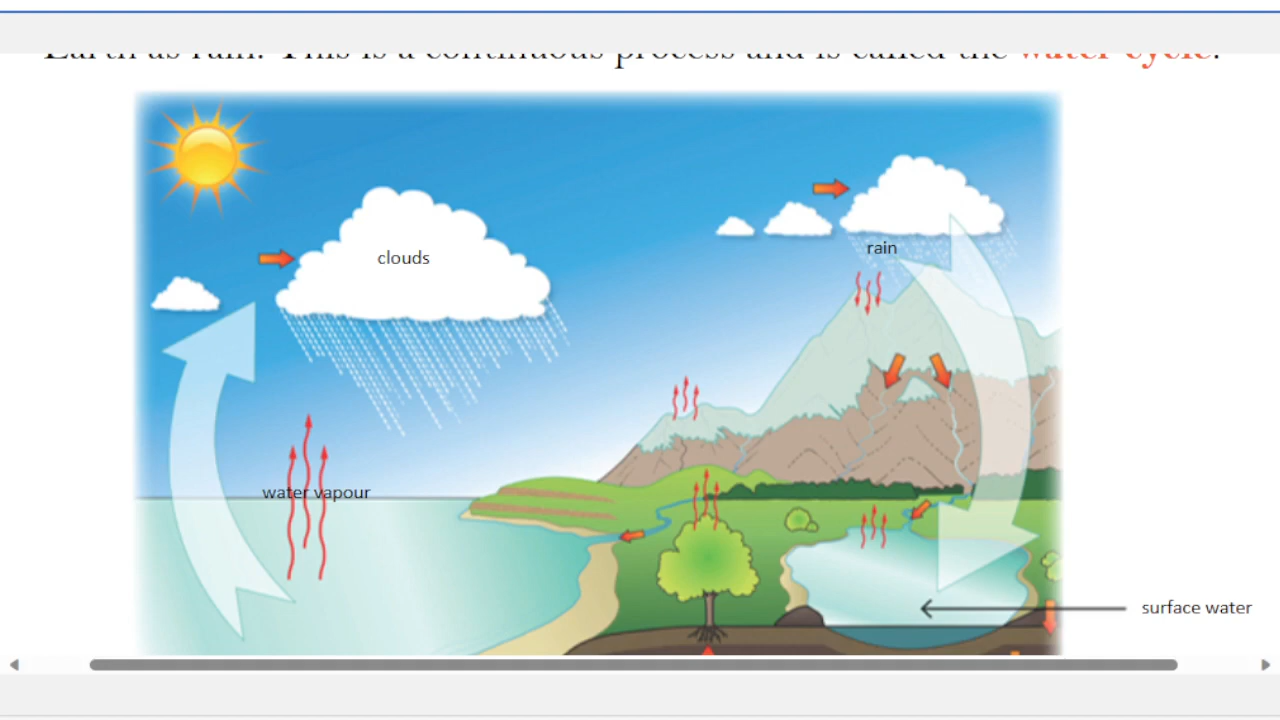 Earth as rain. This is a continuous process and is called the water cycle.
clouds
rain
water vapour
surface water